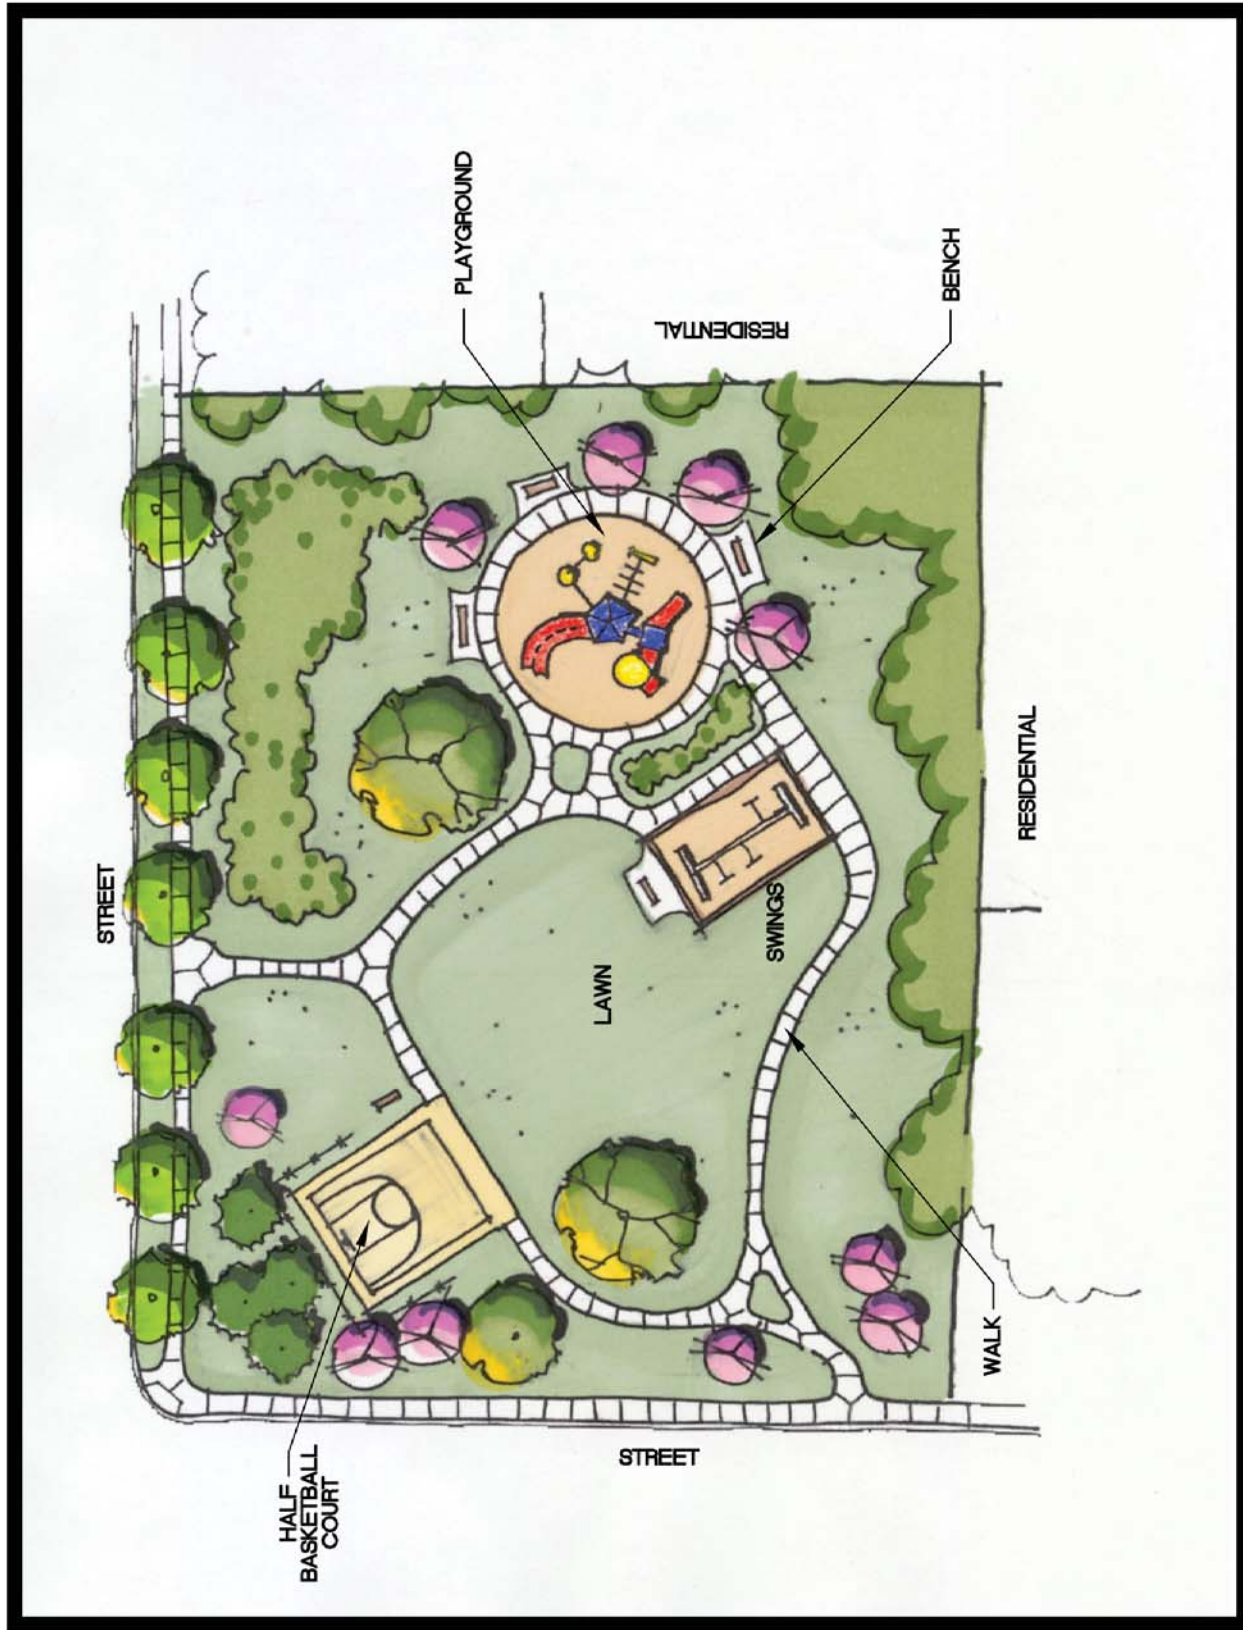 STREET
PLAYGROUND
RESIDENTIAL
BENCH
LAWN
SWINGS
RESIDENTIAL
HALF
BASKETBALL
COURT
STREET
WALK